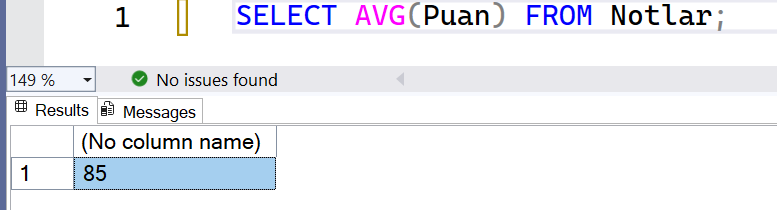 1 SELECT AVG(Puan) FROM Notlar;
149 % No issues found
Results Messages
(No column name)
1 85